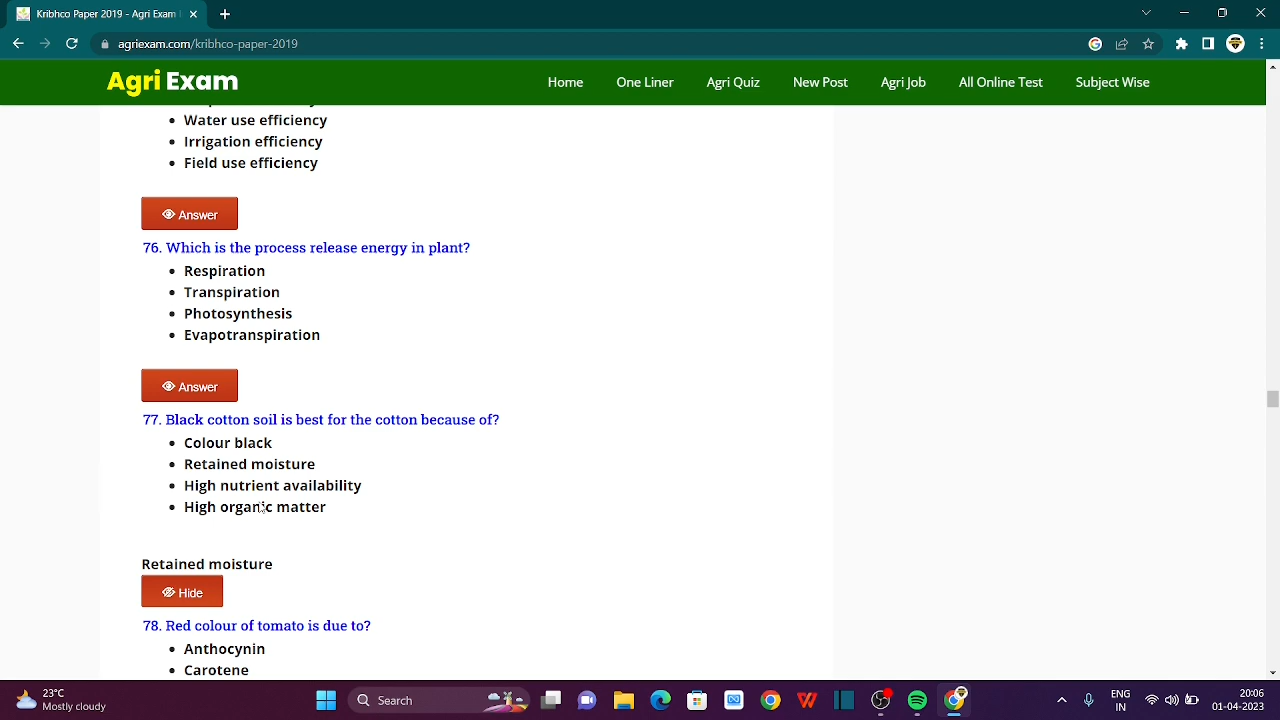 Kribhco Paper 2019 - Agri Exam
agriexam.com/kribhco-paper-2019
Agri Exam
Home
One Liner
Agri Quiz
New Post
Agri Job
All Online Test
Subject Wise
Water use efficiency
Irrigation efficiency
Field use efficiency
Answer
76. Which is the process release energy in plant?
Respiration
Transpiration
Photosynthesis
Evapotranspiration
Answer
77. Black cotton soil is best for the cotton because of?
Colour black
Retained moisture
High nutrient availability
High organic matter
Retained moisture
Hide
78. Red colour of tomato is due to?
Anthocynin
Carotene
23°C
Mostly cloudy
Search
ENG
IN
20:06
01-04-2023